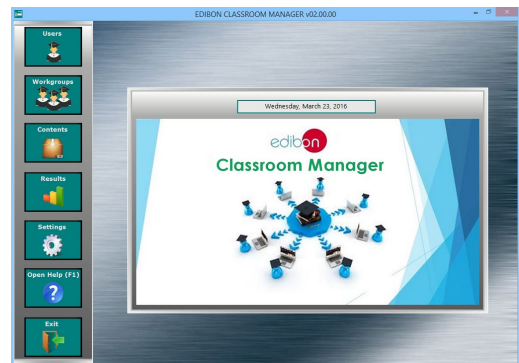 EDIBON CLASSROOM MANAGER v02.00.00
Users
Workgroups
Contents
Results
Settings
Open Help (F1)
Exit
Wednesday, March 23, 2016
edibon
Classroom Manager